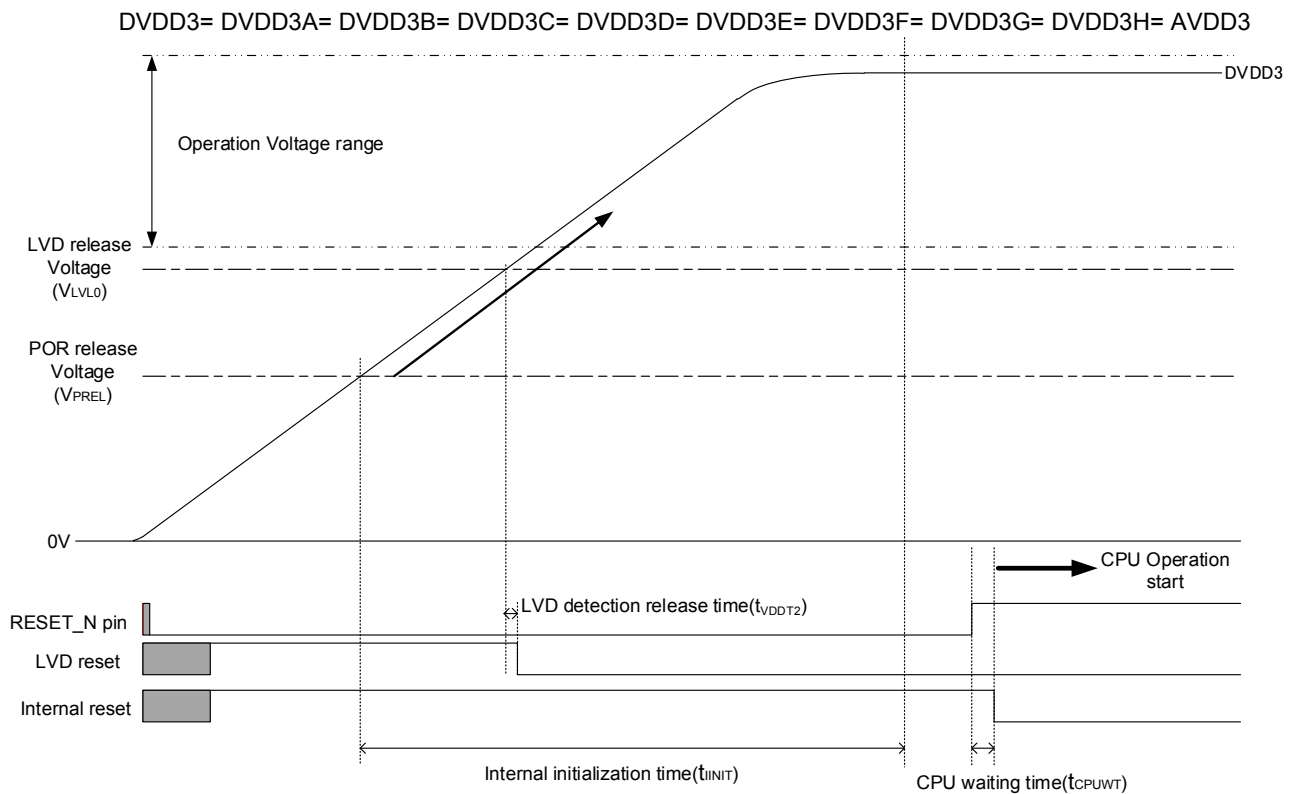 DVDD3= DVDD3A= DVDD3B= DVDD3C= DVDD3D= DVDD3E= DVDD3F= DVDD3G= DVDD3H= AVDD3
DVDD3
Operation Voltage range
LVD release
Voltage
(VLVL0)
POR release
Voltage
(VPREL)
0V
CPU Operation
start
LVD detection release time(tVDDT2)
RESET_N pin
LVD reset
Internal reset
Internal initialization time(tIINIT)
CPU waiting time(tCPUWT)